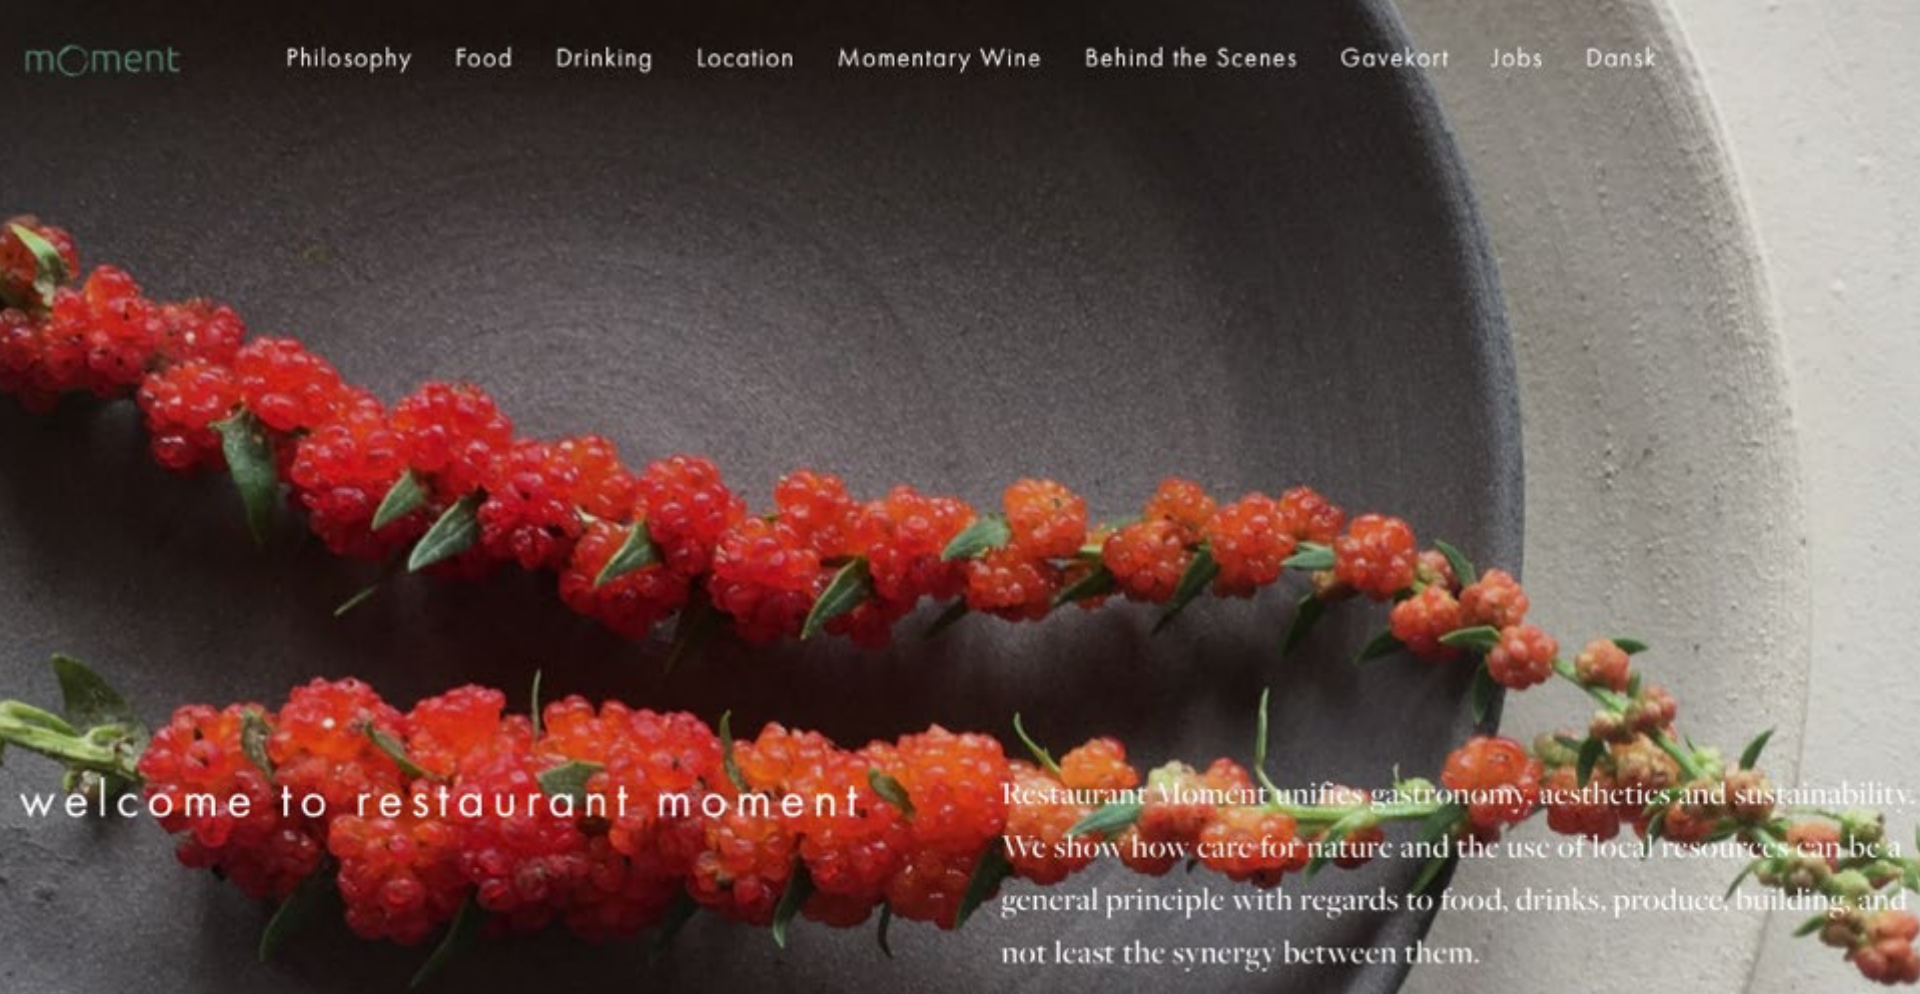 moment
Philosophy Food Drinking Location Momentary Wine Behind the Scenes Gavekort Jobs Dansk
welcome to restaurant moment
Restaurant Moment unifies gastronomy, aesthetics and sustainability.
We show how care for nature and the use of local resources can be a
general principle with regards to food, drinks, produce, building, and
not least the synergy between them.